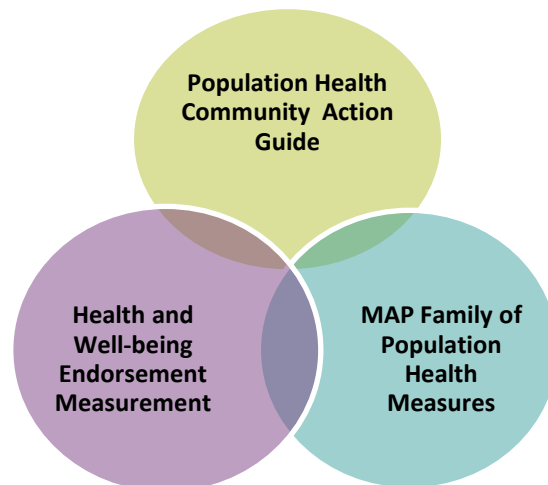 Population Health
Community Action
Guide
Health and
Well-being
Endorsement
Measurement
MAP Family of
Population
Health
Measures